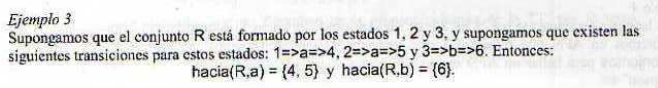 Ejemplo 3
Supongamos que el conjunto R está formado por los estados 1, 2 y 3, y supongamos que existen las
siguientes transiciones para estos estados: 1=>a=>4, 2=>a=>5 y 3=>b=>6. Entonces:
hacia(R,a) = {4, 5} y hacia(R,b) = {6}.